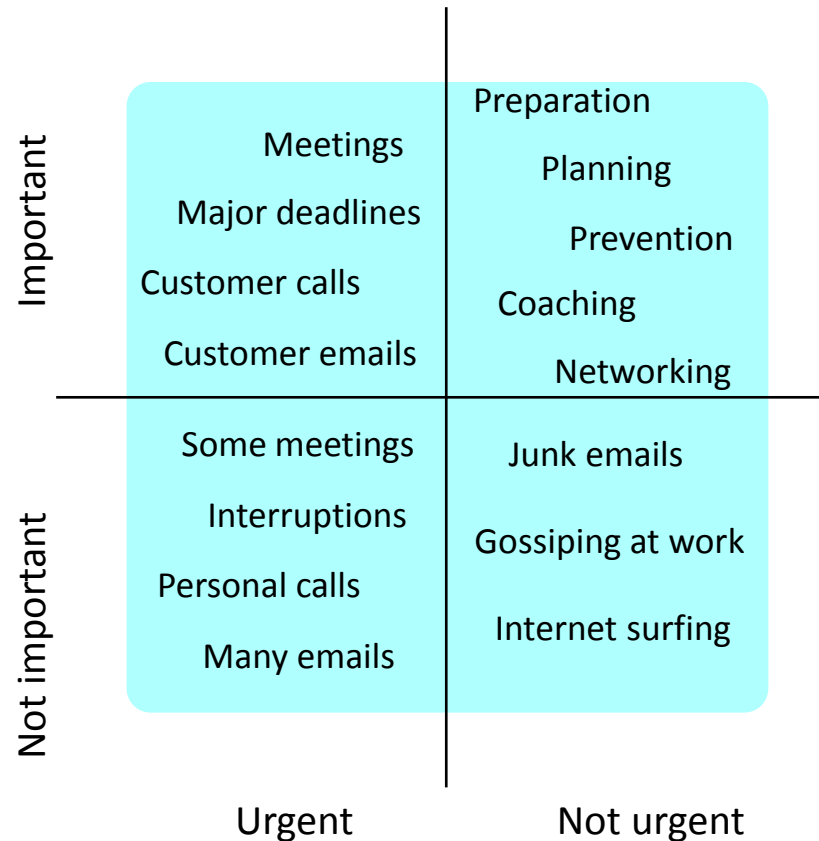 Important
Meetings
Major deadlines
Customer calls
Customer emails
Preparation
Planning
Prevention
Coaching
Networking
Not important
Some meetings
Interruptions
Personal calls
Many emails
Junk emails
Gossiping at work
Internet surfing
Urgent
Not urgent